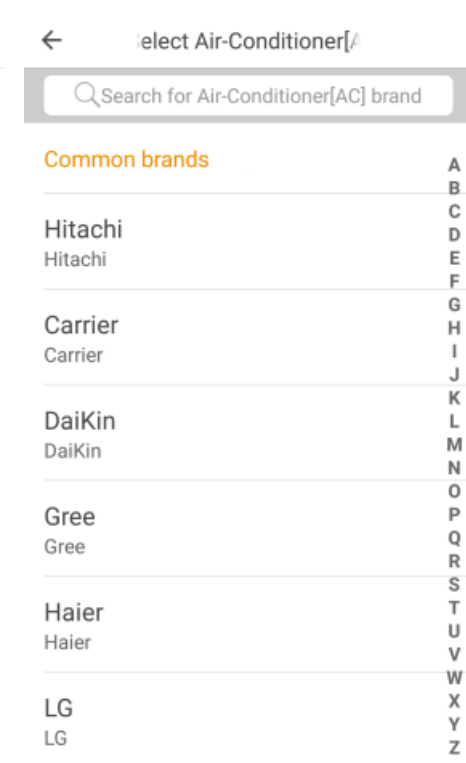 elect Air-Conditioner[A
Search for Air-Conditioner[AC] brand
Common brands
Hitachi
Hitachi
Carrier
Carrier
DaiKin
DaiKin
Gree
Gree
Haier
Haier
LG
LG
A
B
C
D
E
F
G
H
I
J
K
L
M
N
O
P
Q
R
S
T
U
V
W
X
Y
Z